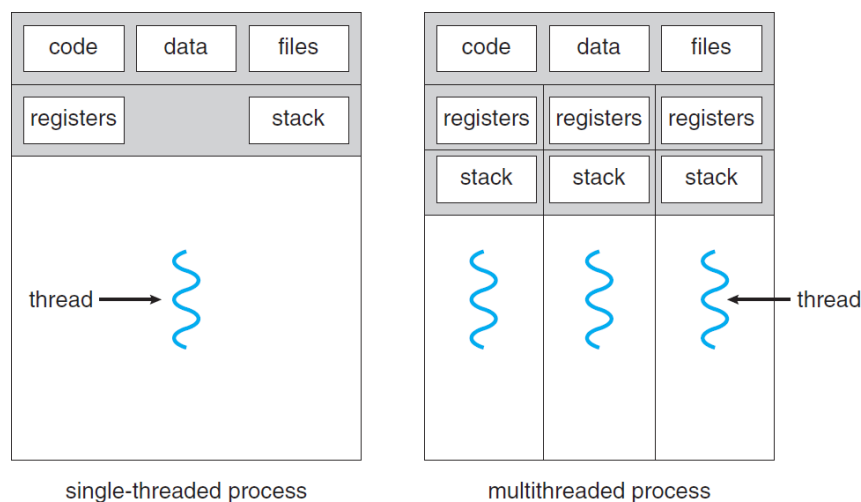 code data files
registers stack
thread
single-threaded process
code data files
registers registers registers
stack stack stack
thread
multithreaded process